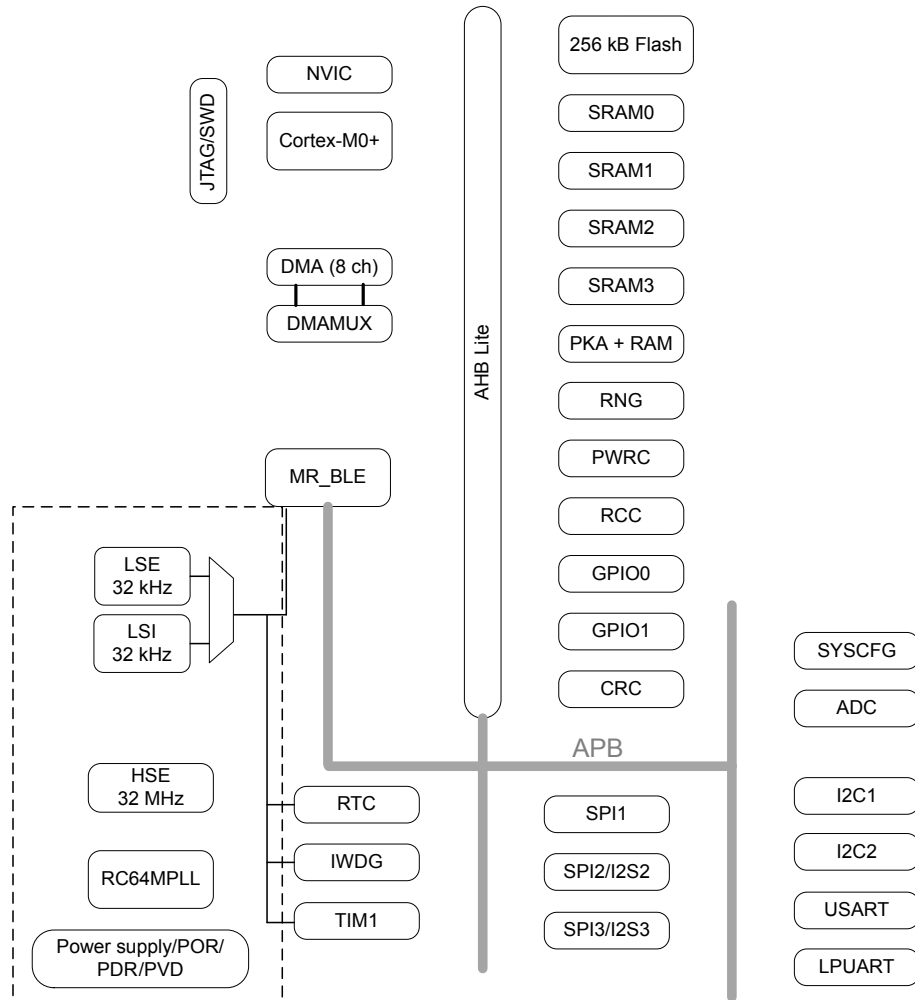 256 kB Flash
NVIC
JTAG/SWD
Cortex-M0+
SRAM0
SRAM1
SRAM2
DMA (8 ch)
SRAM3
DMAMUX
AHB Lite
PKA + RAM
RNG
MR_BLE
PWRC
RCC
LSE
32 kHz
GPIO0
LSI
32 kHz
GPIO1
SYSCFG
CRC
ADC
APB
HSE
32 MHz
RTC
SPI1
I2C1
RC64MPLL
IWDG
SPI2/I2S2
I2C2
TIM1
SPI3/I2S3
USART
Power supply/POR/
PDR/PVD
LPUART